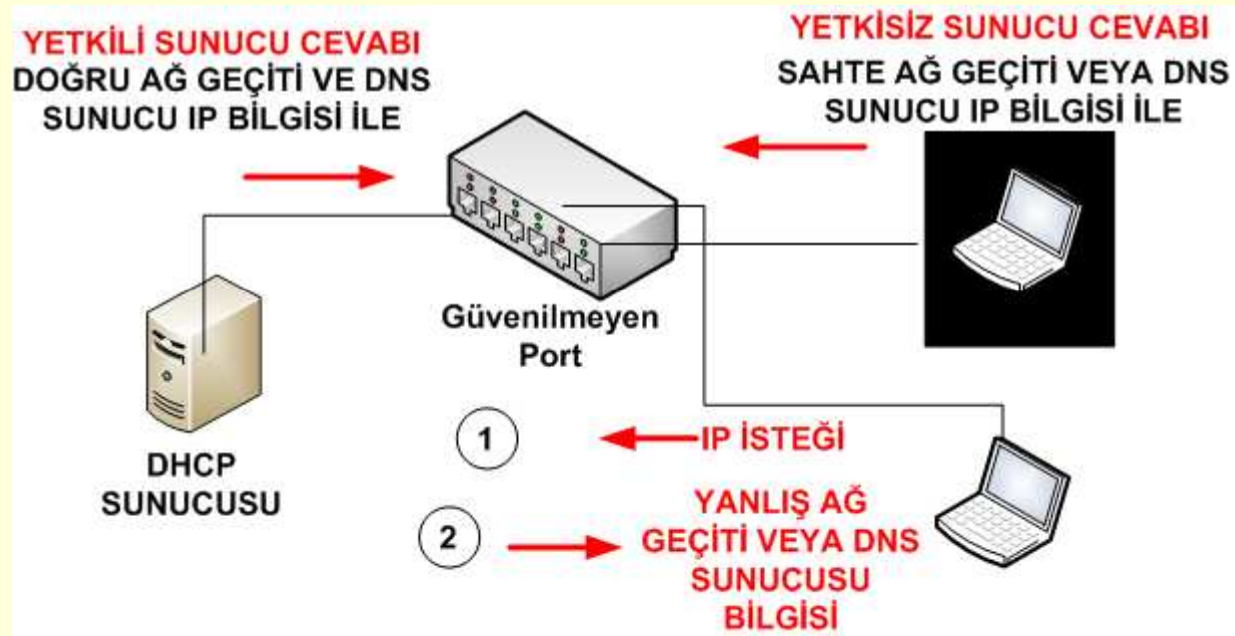 YETKİLİ SUNUCU CEVABI
DOĞRU AĞ GEÇİTİ VE DNS
SUNUCU IP BİLGİSİ İLE
YETKİSİZ SUNUCU CEVABI
SAHTE AĞ GEÇİTİ VEYA DNS
SUNUCU IP BİLGİSİ İLE
Güvenilmeyen
Port
DHCP
SUNUCUSU
1
IP İSTEĞİ
2
YANLIŞ AĞ
GEÇİTİ VEYA DNS
SUNUCUSU
BİLGİSİ